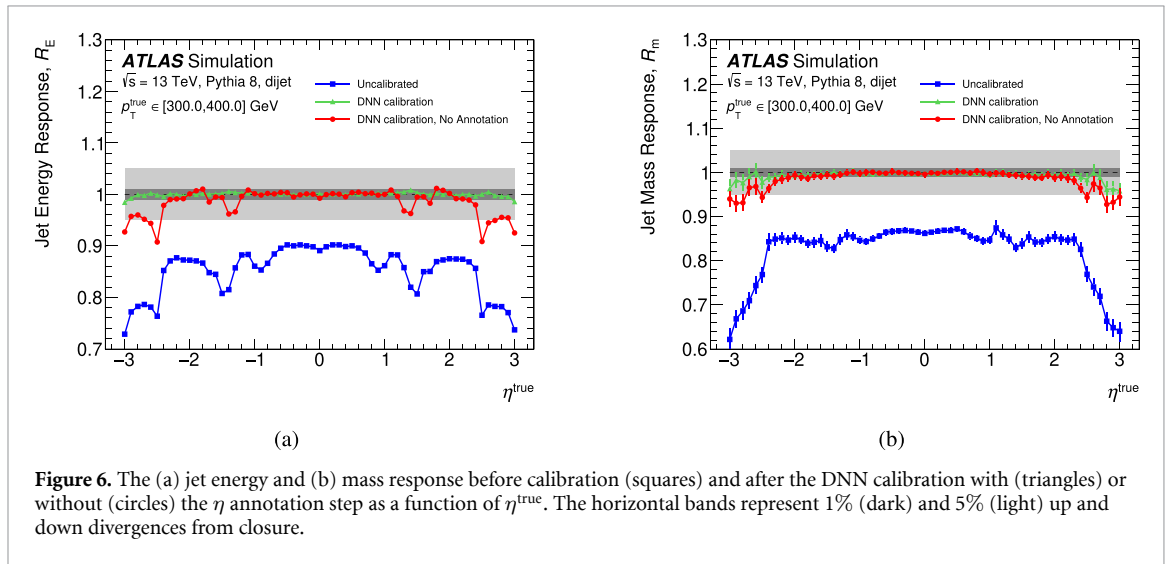 ATLAS Simulation
√s = 13 TeV, Pythia 8, dijet
p_T^true ∈ [300.0,400.0] GeV
Uncalibrated
DNN calibration
DNN calibration, No Annotation
Jet Energy Response, R_E
1.3
1.2
1.1
1
0.9
0.8
0.7
−3 −2 −1 0 1 2 3
η^true
(a)
ATLAS Simulation
√s = 13 TeV, Pythia 8, dijet
p_T^true ∈ [300.0,400.0] GeV
Uncalibrated
DNN calibration
DNN calibration, No Annotation
Jet Mass Response, R_m
1.3
1.2
1.1
1
0.9
0.8
0.7
0.6
−3 −2 −1 0 1 2 3
η^true
(b)
Figure 6. The (a) jet energy and (b) mass response before calibration (squares) and after the DNN calibration with (triangles) or
without (circles) the η annotation step as a function of η^true. The horizontal bands represent 1% (dark) and 5% (light) up and
down divergences from closure.